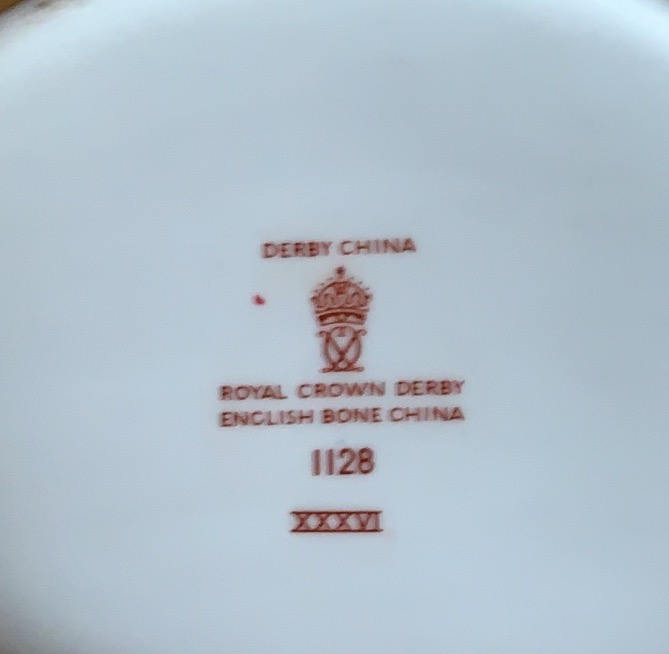 DERBY CHINA
ROYAL CROWN DERBY
ENGLISH BONE CHINA
1128
XXXVI